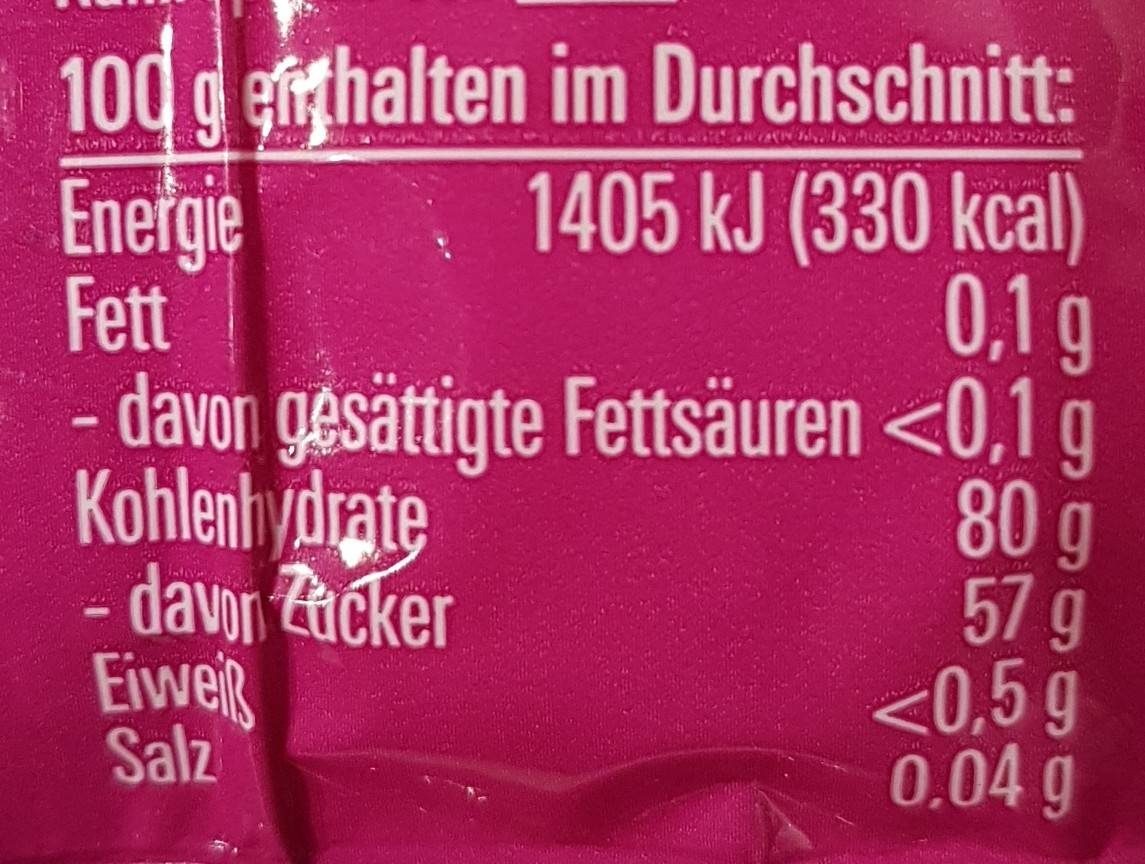 100 g enthalten im Durchschnitt:
Energie 1405 kJ (330 kcal)
Fett 0,1 g
- davon gesättigte Fettsäuren <0,1 g
Kohlenhydrate 80 g
- davon Zucker 57 g
Eiweiß <0,5 g
Salz 0,04 g